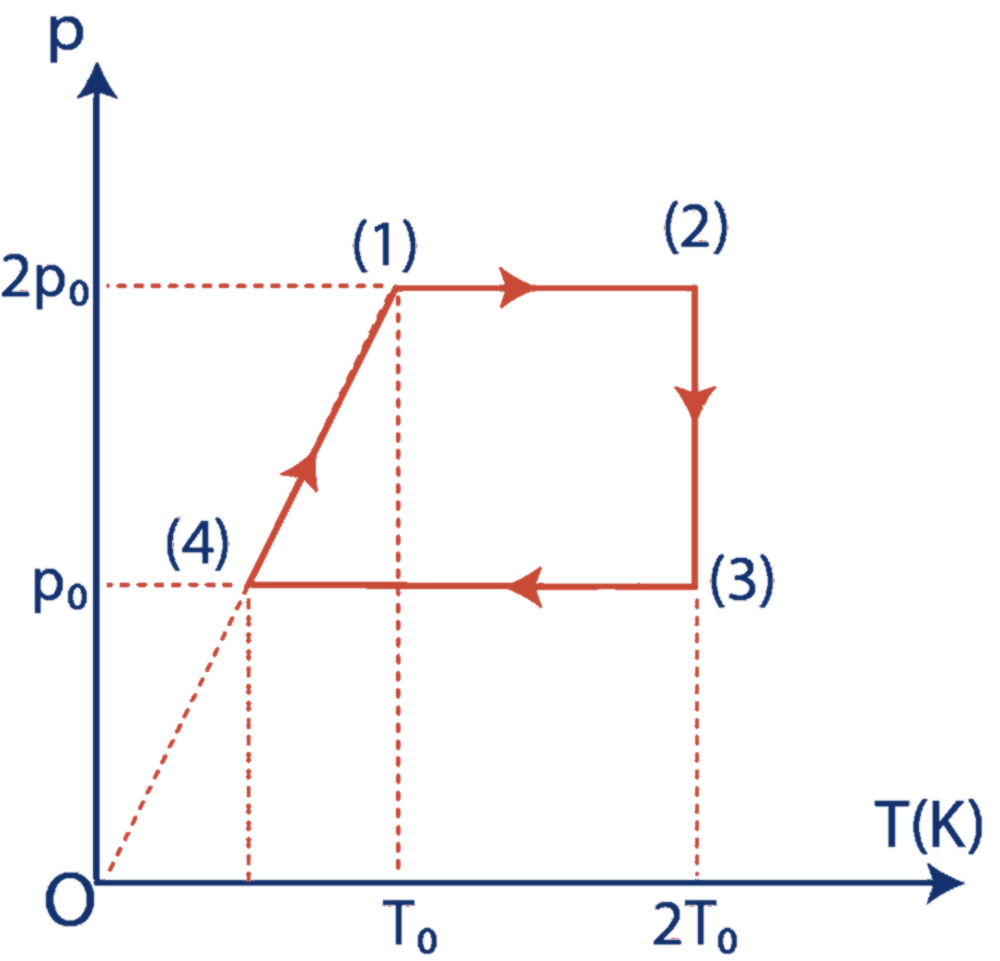 p
(1)
(2)
2p₀
(4)
p₀
(3)
T(K)
O
T₀
2T₀